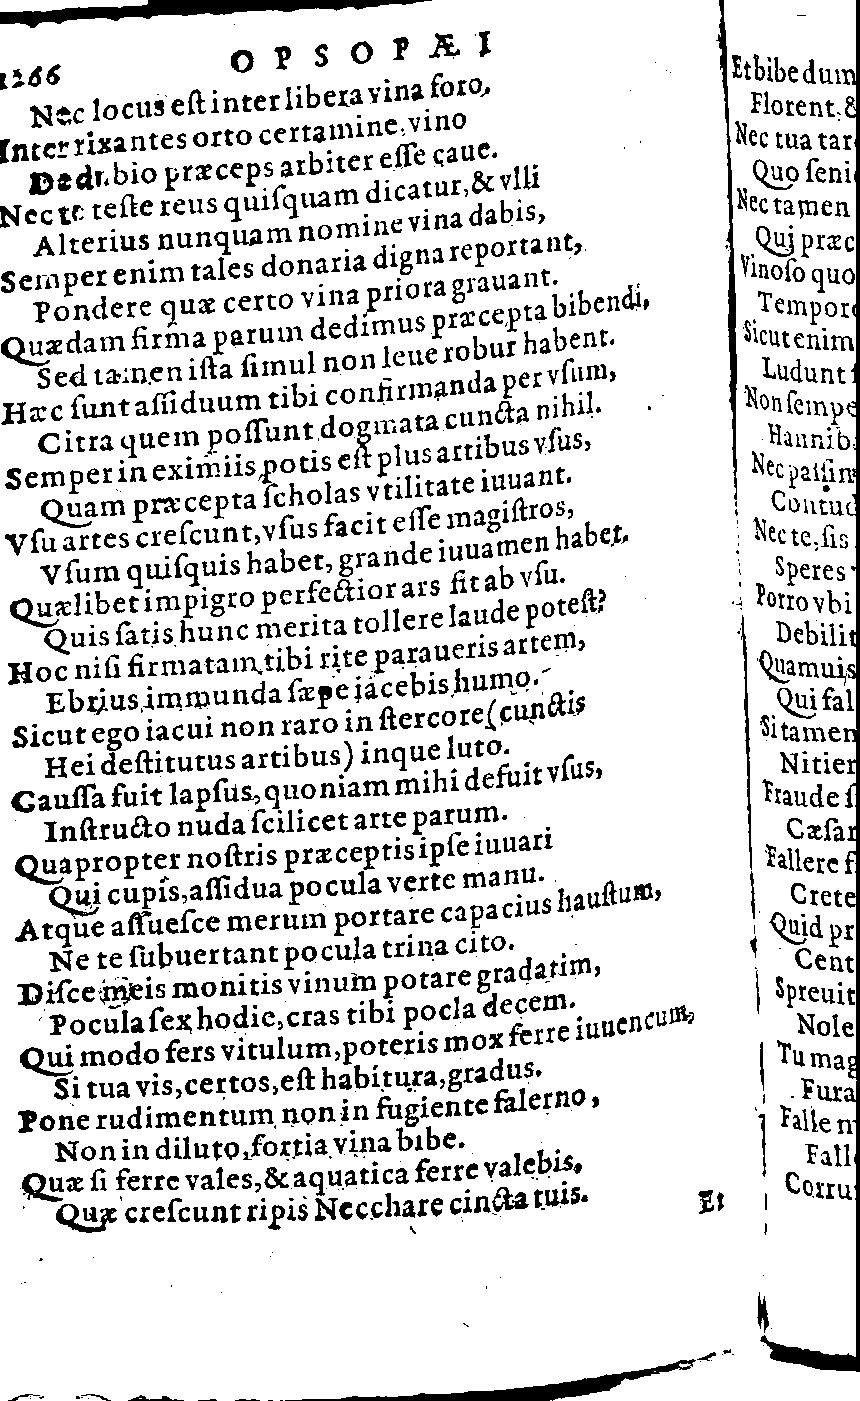 1266 OPSOPÆI
Nec locus eſt inter libera vina foro,
Inter rixantes orto certamine, vino
Dedubio præceps arbiter eſſe caue.
Nec te teſte reus quiſquam dicatur, & vlli
Alterius nunquam nomine vina dabis,
Semper enim tales donaria digna reportant,
Pondere quæ certo vina priora grauant.
Quædam firma parum dedimus præcepta bibendi,
Sed tamen iſta ſimul non leue robur habent.
Hæc ſunt aſſiduum tibi confirmanda per vſum,
Citra quem poſſunt dogmata cuncta nihil.
Semper in eximiis potis eſt plus artibus vſus,
Quam præcepta ſcholas vtilitate iuuant.
Vſu artes creſcunt, vſus facit eſſe magiſtros,
Vſum quiſquis habet, grande iuuamen habet.
Quælibet impigro perfectior ars fit ab vſu.
Quis ſatis hunc merita tollere laude poteſt?
Hoc niſi firmatam tibi rite paraueris artem,
Ebrius immunda ſæpe iacebis humo.
Sicut ego iacui non raro in ſtercore (cunctis
Hei deſtitutus artibus) inque luto.
Cauſſa fuit lapſus, quoniam mihi defuit vſus,
Inſtructo nuda ſcilicet arte parum.
Quapropter noſtris præceptis ipſe iuuari
Qui cupis, aſſidua pocula verte manu.
Atque aſſueſce merum portare capacius hauſtum,
Ne te ſubuertant pocula trina cito.
Diſce meis monitis vinum potare gradatim,
Pocula ſex hodie, cras tibi pocla decem.
Qui modo fers vitulum, poteris mox ferre iuuencum,
Si tua vis, certos, eſt habitura, gradus.
Pone rudimentum non in fugiente falerno,
Non in diluto, fortia vina bibe.
Quæ ſi ferre vales, & aquatica ferre valebis,
Quæ creſcunt ripis Necchare cincta tuis.
Et
Et bibe dum
Florent, &
Nec tua tar
Quo ſeni
Nec tamen
Qui præc
Vinoſo quo
Tempor
Sicut enim
Ludunt
Non ſempe
Hannib
Nec paſſim
Contud
Nec te, ſis
Speres
Porro vbi
Debilit
Quamuis
Qui fal
Si tamen
Nitier
Fraude
Cæſar
Fallere
Crete
Quid pr
Cent
Spreuit
Nole
Tu mag
Fura
Falle
Fall
Corru